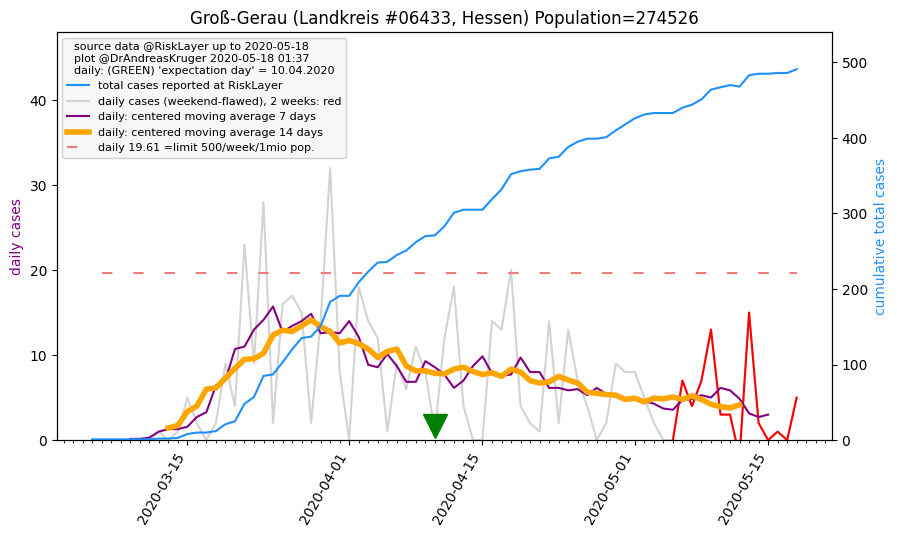 Groß-Gerau (Landkreis #06433, Hessen) Population=274526
source data @RiskLayer up to 2020-05-18
plot @DrAndreasKruger 2020-05-18 01:37
daily: (GREEN) 'expectation day' = 10.04.2020
total cases reported at RiskLayer
daily cases (weekend-flawed), 2 weeks: red
daily: centered moving average 7 days
daily: centered moving average 14 days
daily 19.61 =limit 500/week/1mio pop.
daily cases
40
30
20
10
0
cumulative total cases
500
400
300
200
100
0
2020-03-15
2020-04-01
2020-04-15
2020-05-01
2020-05-15